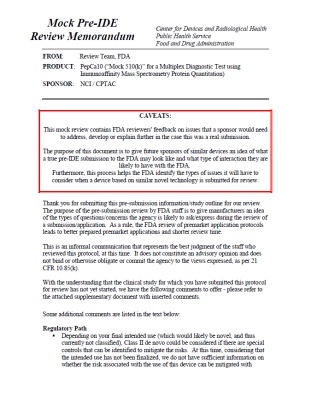 Mock Pre-IDE
Review Memorandum
Center for Devices and Radiological Health
Public Health Service
Food and Drug Administration
FROM: Review Team, FDA
PRODUCT: PepCa10 ("Mock 510(k)" for a Multiplex Diagnostic Test using
Immunoaffinity Mass Spectrometry Protein Quantitation)
SPONSOR: NCI / CPTAC
CAVEATS:
This mock review contains FDA reviewers' feedback on issues that a sponsor would need
to address, develop or explain further in the case this was a real submission.
The purpose of this document is to give future sponsors of similar devices an idea of what
a true pre-IDE submission to the FDA may look like and what type of interaction they are
likely to have with the FDA.
Furthermore, this process helps the FDA identify the types of issues it will have to
consider when a device based on similar novel technology is submitted for review.
Thank you for submitting this pre-submission information/study outline for our review.
The purpose of the pre-submission review by FDA staff is to give manufacturers an idea
of the types of questions/concerns the agency is likely to ask/express during the review of
a submission/application. As a rule, the FDA review of premarket application protocols
leads to better prepared premarket applications and shorter review time.
This is an informal communication that represents the best judgment of the staff who
reviewed this protocol, at this time. It does not constitute an advisory opinion and does
not bind or otherwise obligate or commit the agency to the views expressed, as per 21
CFR 10.85(k).
With the understanding that the clinical study for which you have submitted this protocol
for review has not yet started, we have the following comments to offer - please refer to
the attached supplementary document with inserted comments.
Some additional comments are listed in the text below:
Regulatory Path
• Depending on your final intended use (which would likely be novel, and thus
currently not classified), Class II de novo could be considered if there are special
controls that can be identified to mitigate risks. At this time, considering that
the intended use has not been finalized, we do not have sufficient information on
whether the risk associated with the use of this device can be mitigated with